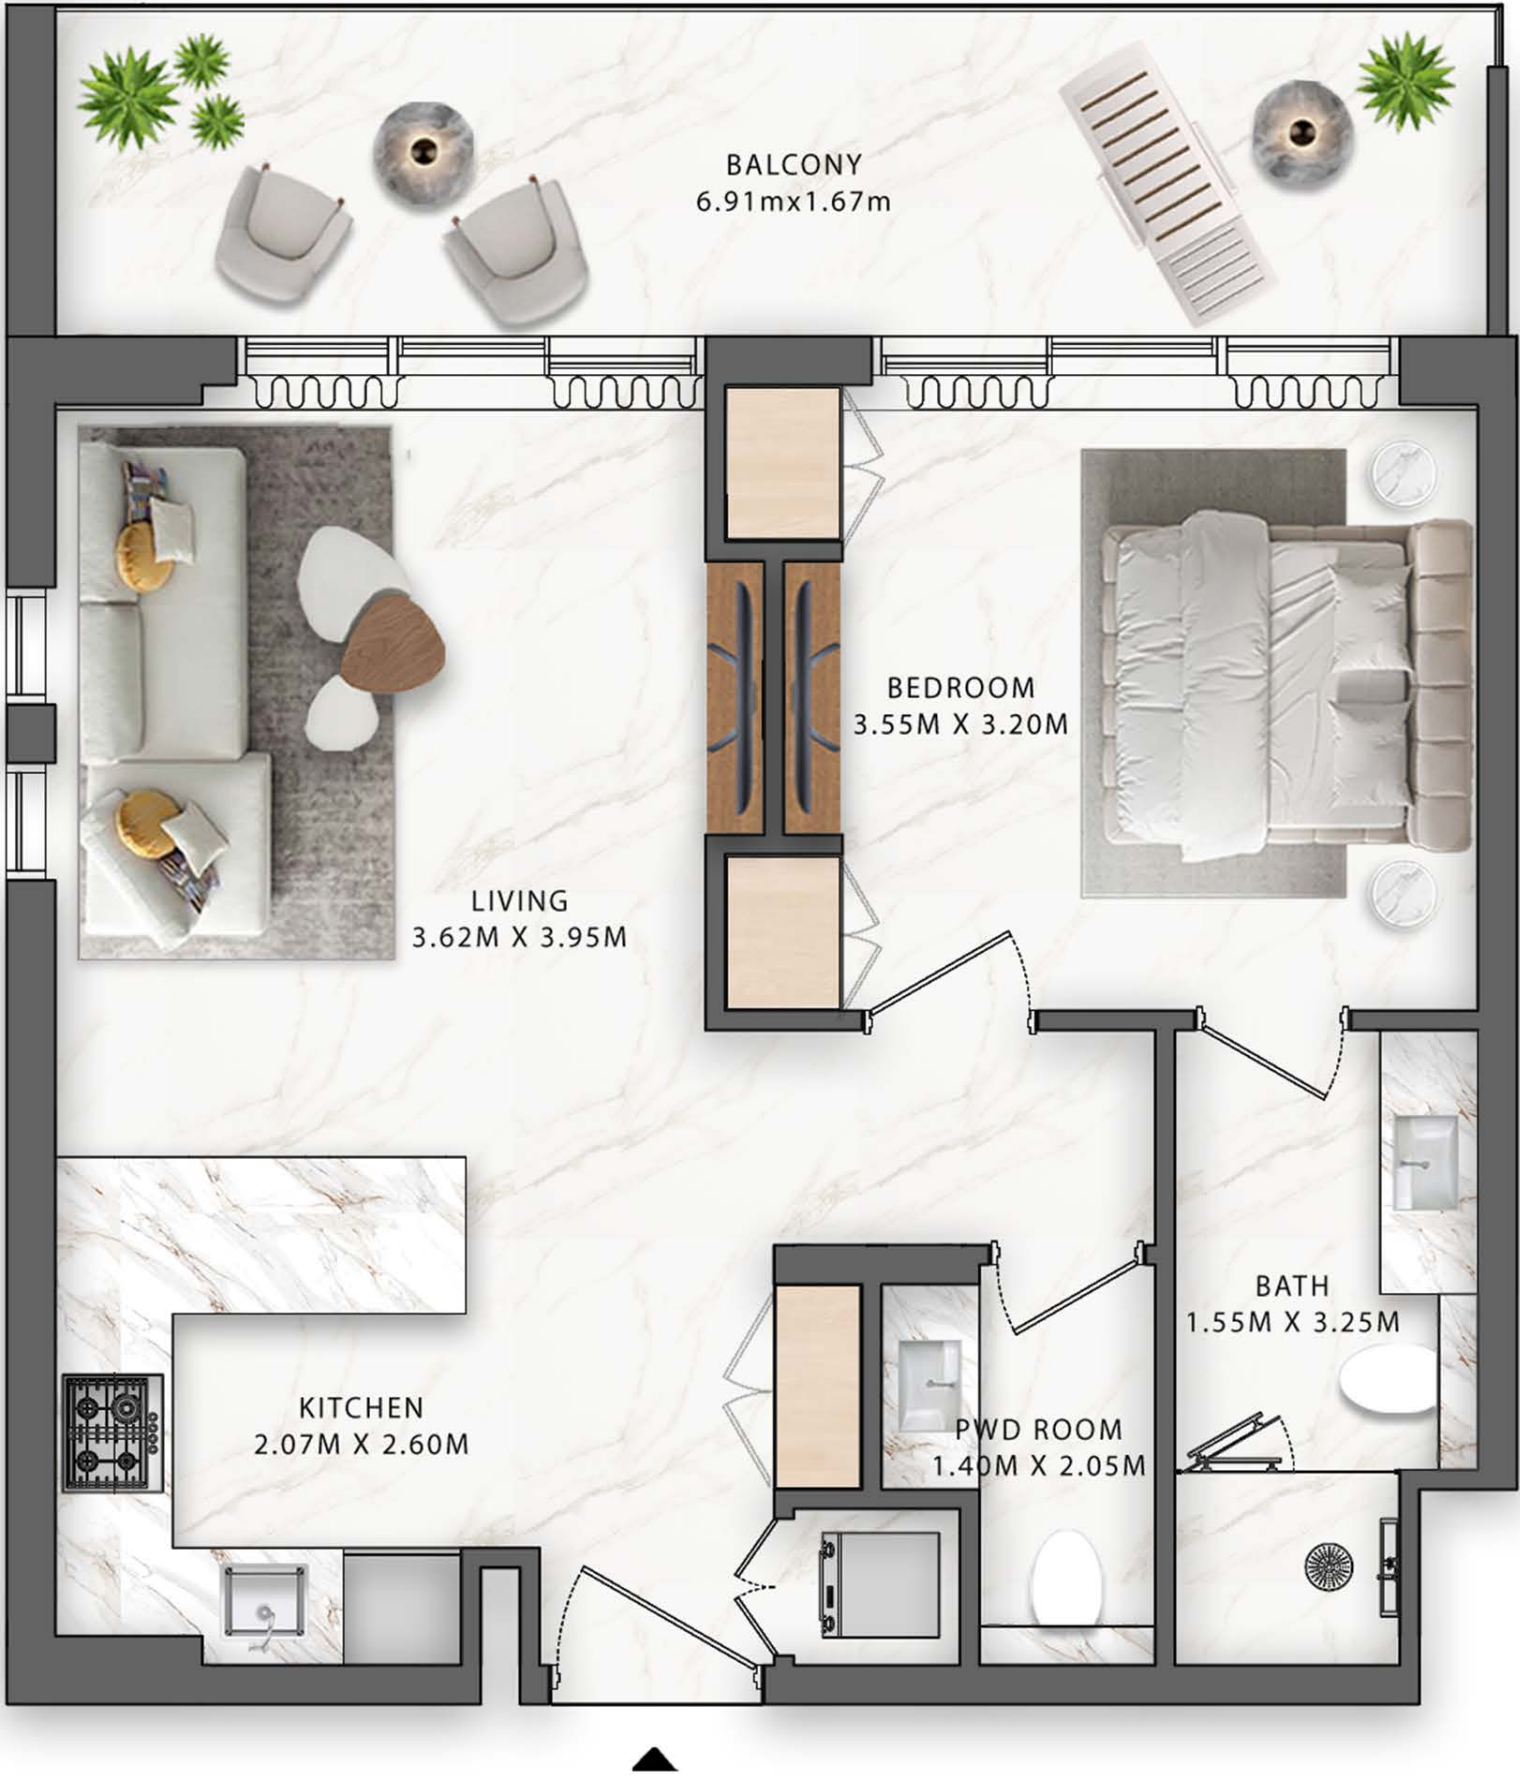 BALCONY
6.91mx1.67m
BEDROOM
3.55M X 3.20M
LIVING
3.62M X 3.95M
BATH
1.55M X 3.25M
KITCHEN
2.07M X 2.60M
PWD ROOM
1.40M X 2.05M